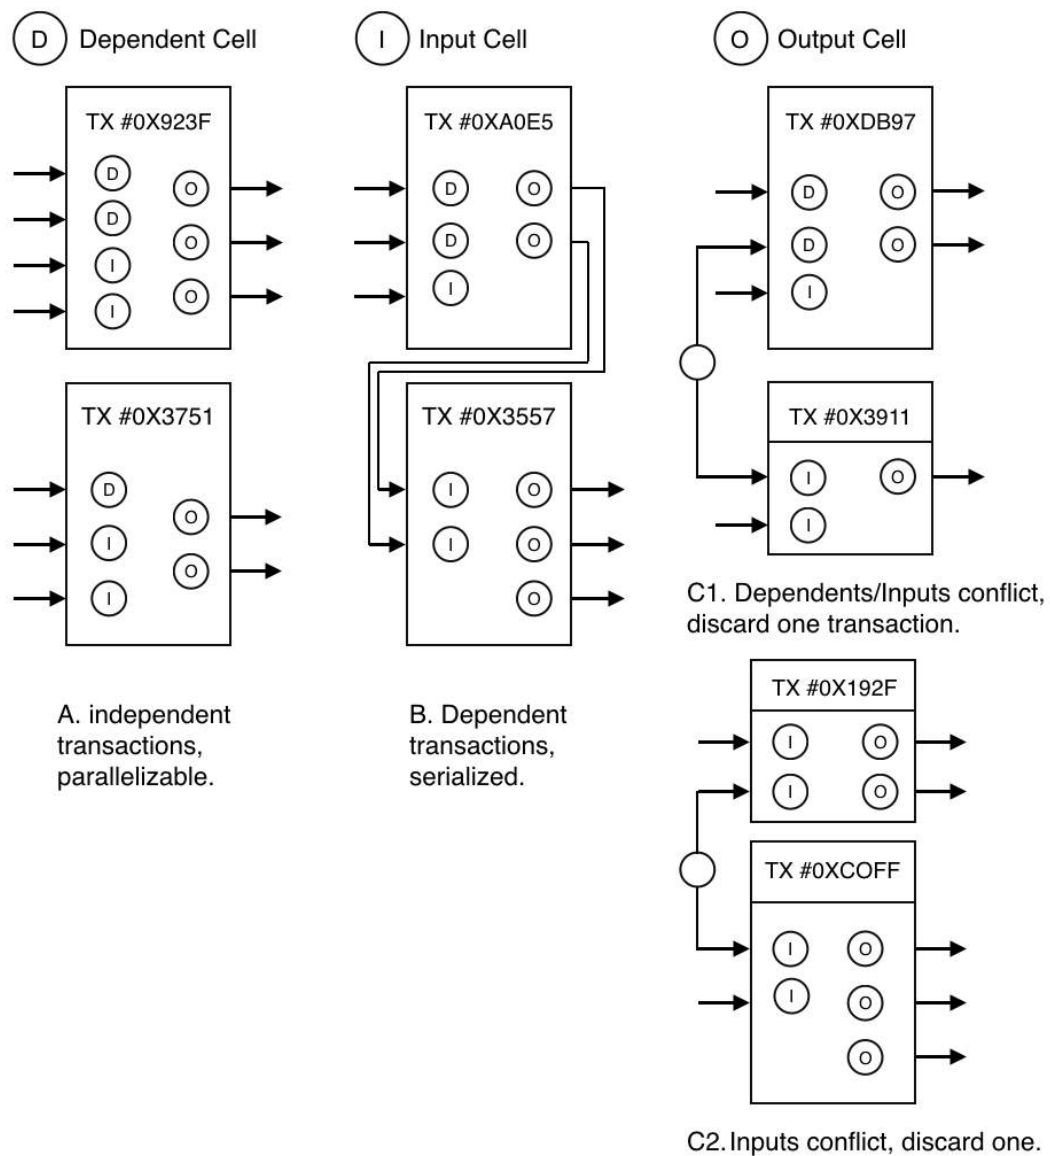 D Dependent Cell
I Input Cell
O Output Cell
TX #0X923F
D O
D
I O
I O
TX #0X3751
D
O
I
O
I
A. independent
transactions,
parallelizable.
TX #0XA0E5
D O
D O
I
TX #0X3557
I O
I O
O
B. Dependent
transactions,
serialized.
TX #0XDB97
D O
D O
I
TX #0X3911
I O
I
C1. Dependents/Inputs conflict,
discard one transaction.
TX #0X192F
I O
I O
TX #0XCOFF
I O
I O
O
C2. Inputs conflict, discard one.